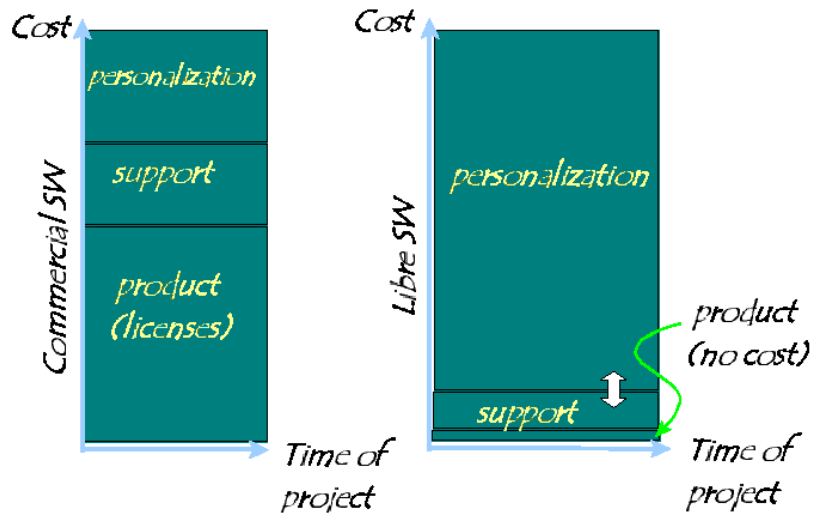 Cost
personalization
support
product
(licenses)
Commercial SW
Time of
project
Cost
personalization
support
Libre SW
product
(no cost)
Time of
project